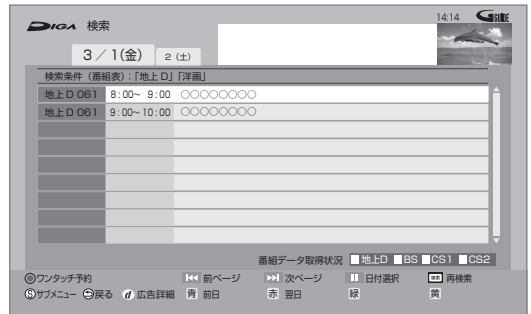 DIGA 検索 14:14 G GUIDE
3/1(金) 2(土)
検索条件(番組表):「地上D」「洋画」
地上D 061 8:00~ 9:00 ○○○○○○○○
地上D 061 9:00~10:00 ○○○○○○○○
番組データ取得状況 地上D BS CS1 CS2
ワンタッチ予約 前ページ 次ページ 日付選択 検索 再検索
Sサブメニュー 戻る d 広告詳細 青 前日 赤 翌日 緑 黄